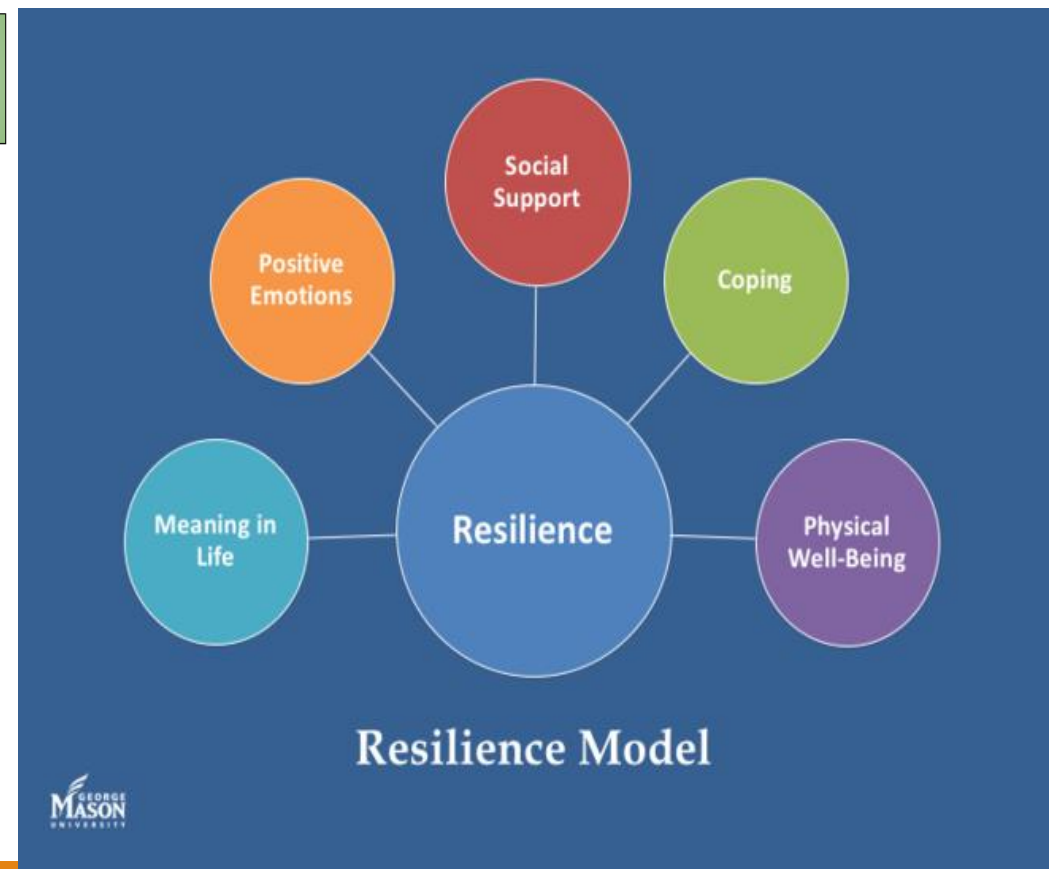 Social
Support
Positive
Emotions
Coping
Meaning in
Life
Resilience
Physical
Well-Being
Resilience Model
GEORGE
MASON
UNIVERSITY